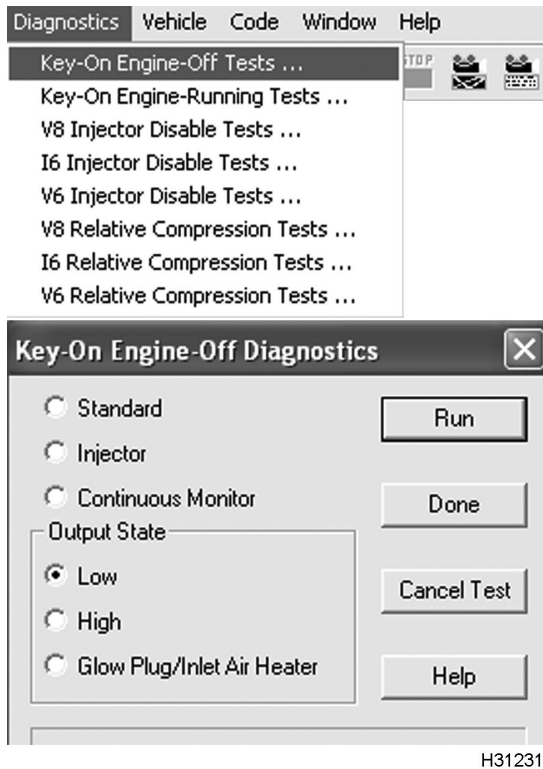 Diagnostics Vehicle Code Window Help
Key-On Engine-Off Tests ...
STOP
Key-On Engine-Running Tests ...
V8 Injector Disable Tests ...
I6 Injector Disable Tests ...
V6 Injector Disable Tests ...
V8 Relative Compression Tests ...
I6 Relative Compression Tests ...
V6 Relative Compression Tests ...
Key-On Engine-Off Diagnostics
Standard
Run
Injector
Continuous Monitor
Done
Output State
Low
Cancel Test
High
Glow Plug/Inlet Air Heater
Help
H31231